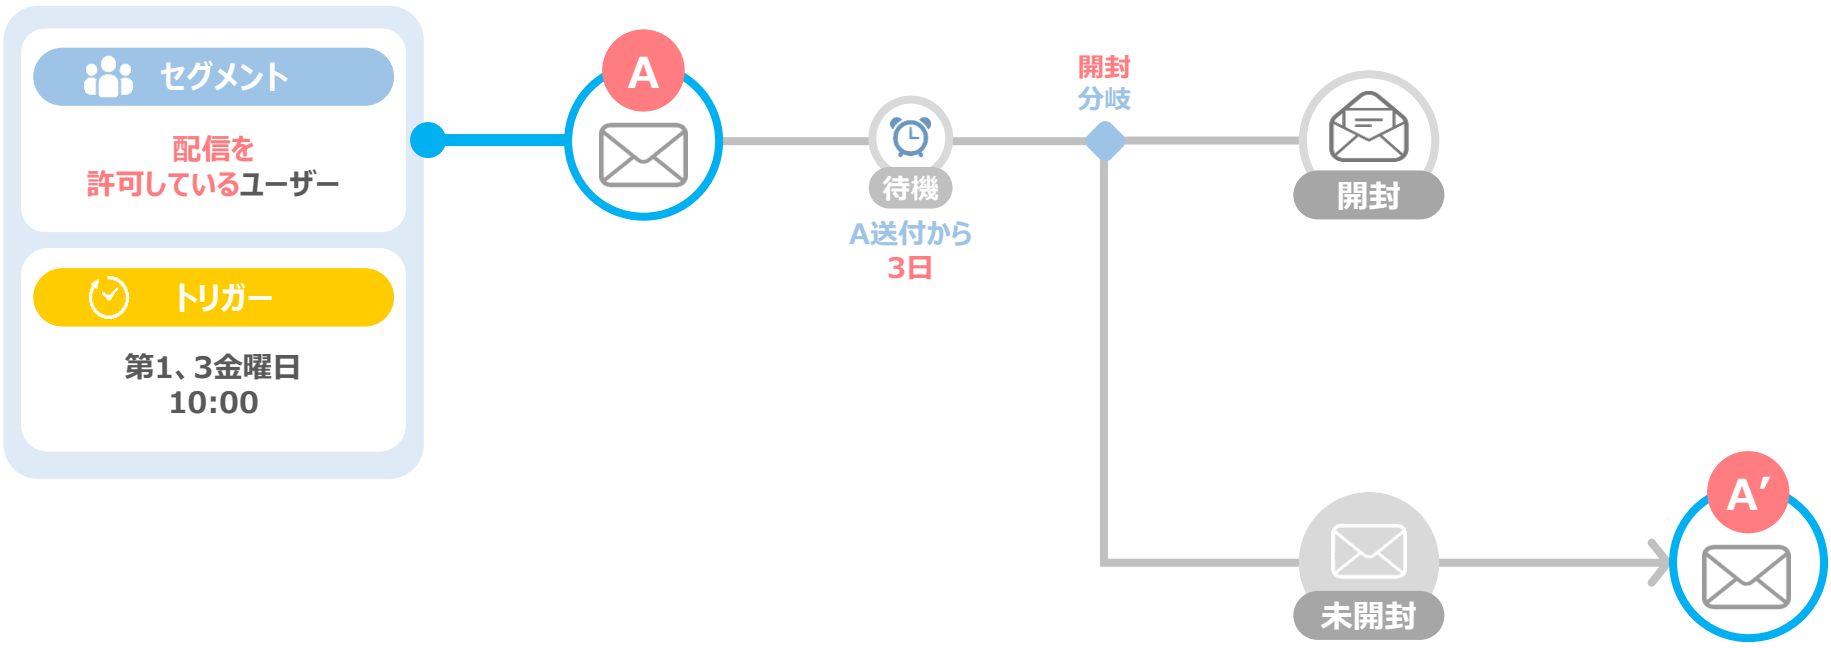 セグメント
配信を
許可しているユーザー
トリガー
第1、3金曜日
10:00
A
待機
A送付から
3日
開封
分岐
開封
未開封
A′